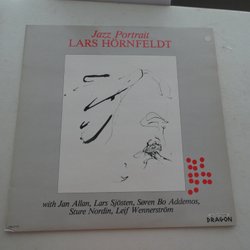 Jazz Portrait
LARS HÖRNFELDT
with Jan Allan, Lars Sjösten, Søren Bo Addemos,
Sture Nordin, Leif Wennerström
DRAGON